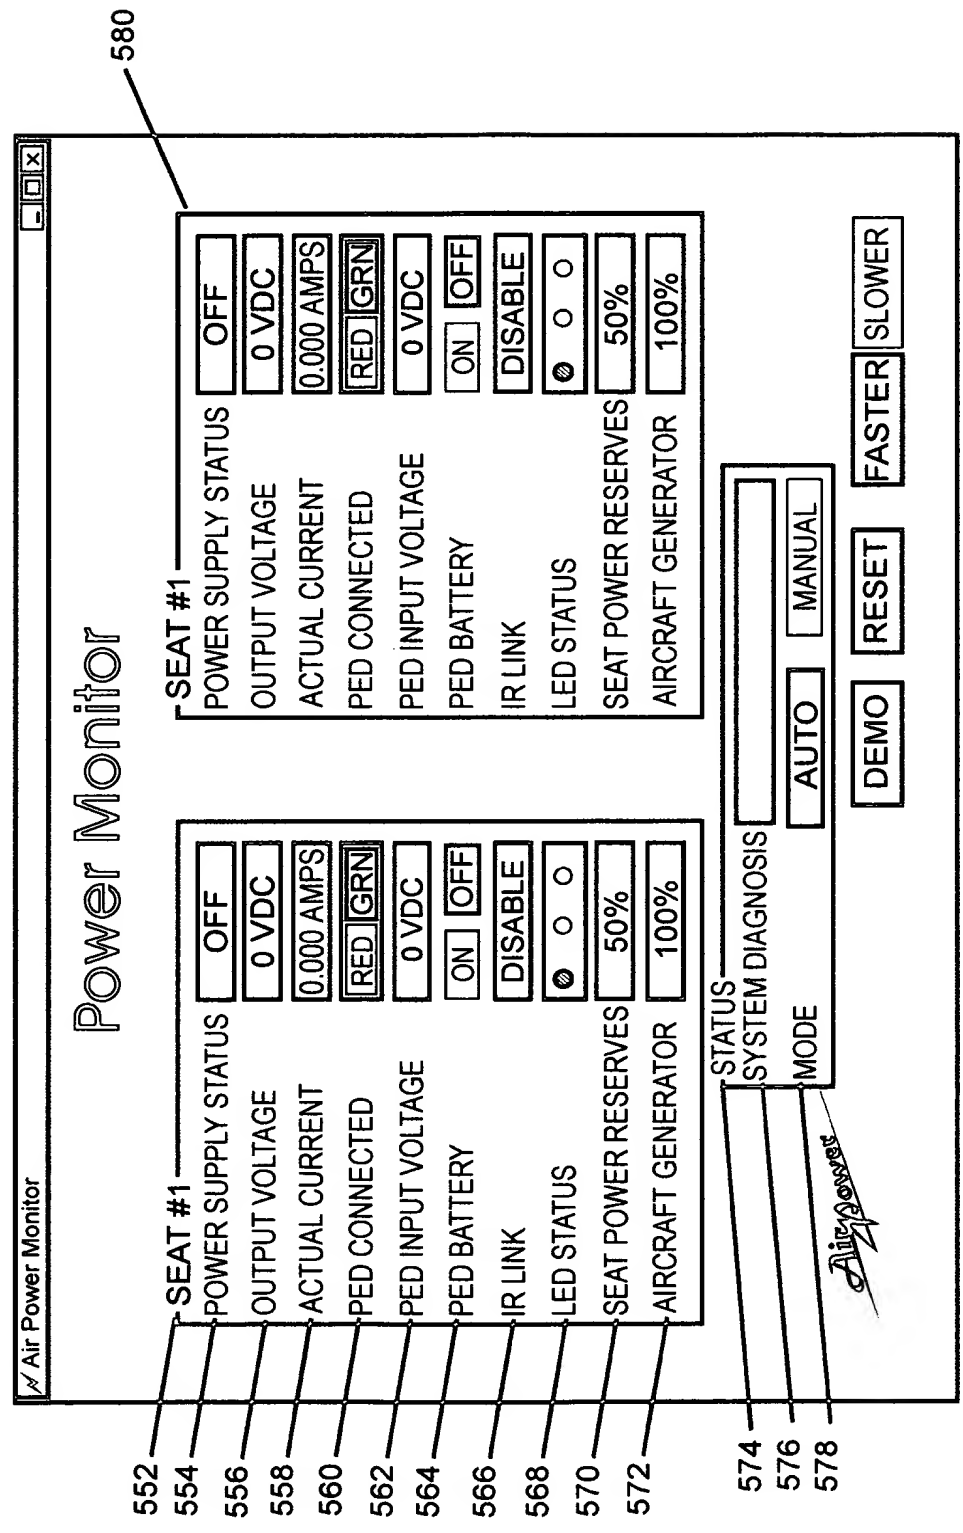 Air Power Monitor
Power Monitor
580
552
SEAT #1
554
POWER SUPPLY STATUS
OFF
556
OUTPUT VOLTAGE
0 VDC
558
ACTUAL CURRENT
0.000 AMPS
560
PED CONNECTED
RED GRN
562
PED INPUT VOLTAGE
0 VDC
564
PED BATTERY
ON OFF
566
IR LINK
DISABLE
568
LED STATUS
570
SEAT POWER RESERVES
50%
572
AIRCRAFT GENERATOR
100%
SEAT #1
POWER SUPPLY STATUS
OFF
OUTPUT VOLTAGE
0 VDC
ACTUAL CURRENT
0.000 AMPS
PED CONNECTED
RED GRN
PED INPUT VOLTAGE
0 VDC
PED BATTERY
ON OFF
IR LINK
DISABLE
LED STATUS
SEAT POWER RESERVES
50%
AIRCRAFT GENERATOR
100%
574
STATUS
576
SYSTEM DIAGNOSIS
578
MODE
AUTO
MANUAL
Airpower
DEMO
RESET
FASTER
SLOWER